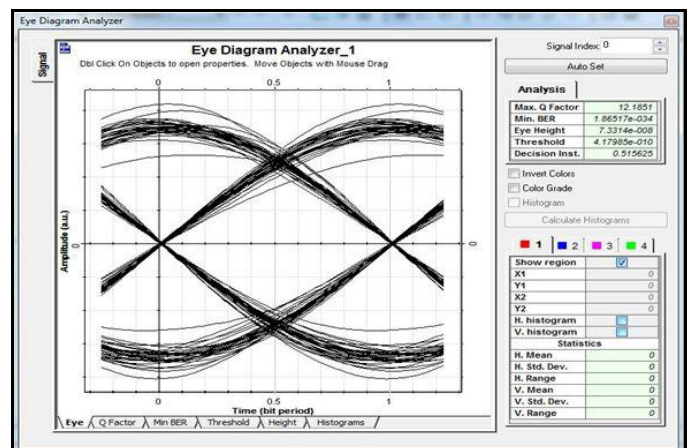 Eye Diagram Analyzer
Signal
Eye Diagram Analyzer_1
Dbl Click On Objects to open properties. Move Objects with Mouse Drag
0 0.5 1
Amplitude (a.u.)
0 0
0 0.5 1
Time (bit period)
Eye Q Factor Min BER Threshold Height Histograms
Signal Index: 0
Auto Set
Analysis
Max. Q Factor 12.1851
Min. BER 1.86517e-034
Eye Height 7.3314e-008
Threshold 4.17985e-010
Decision Inst. 0.515625
Invert Colors
Color Grade
Histogram
Calculate Histograms
1 2 3 4
Show region
X1 0
Y1 0
X2 0
Y2 0
H. histogram
V. histogram
Statistics
H. Mean 0
H. Std. Dev. 0
H. Range 0
V. Mean 0
V. Std. Dev. 0
V. Range 0